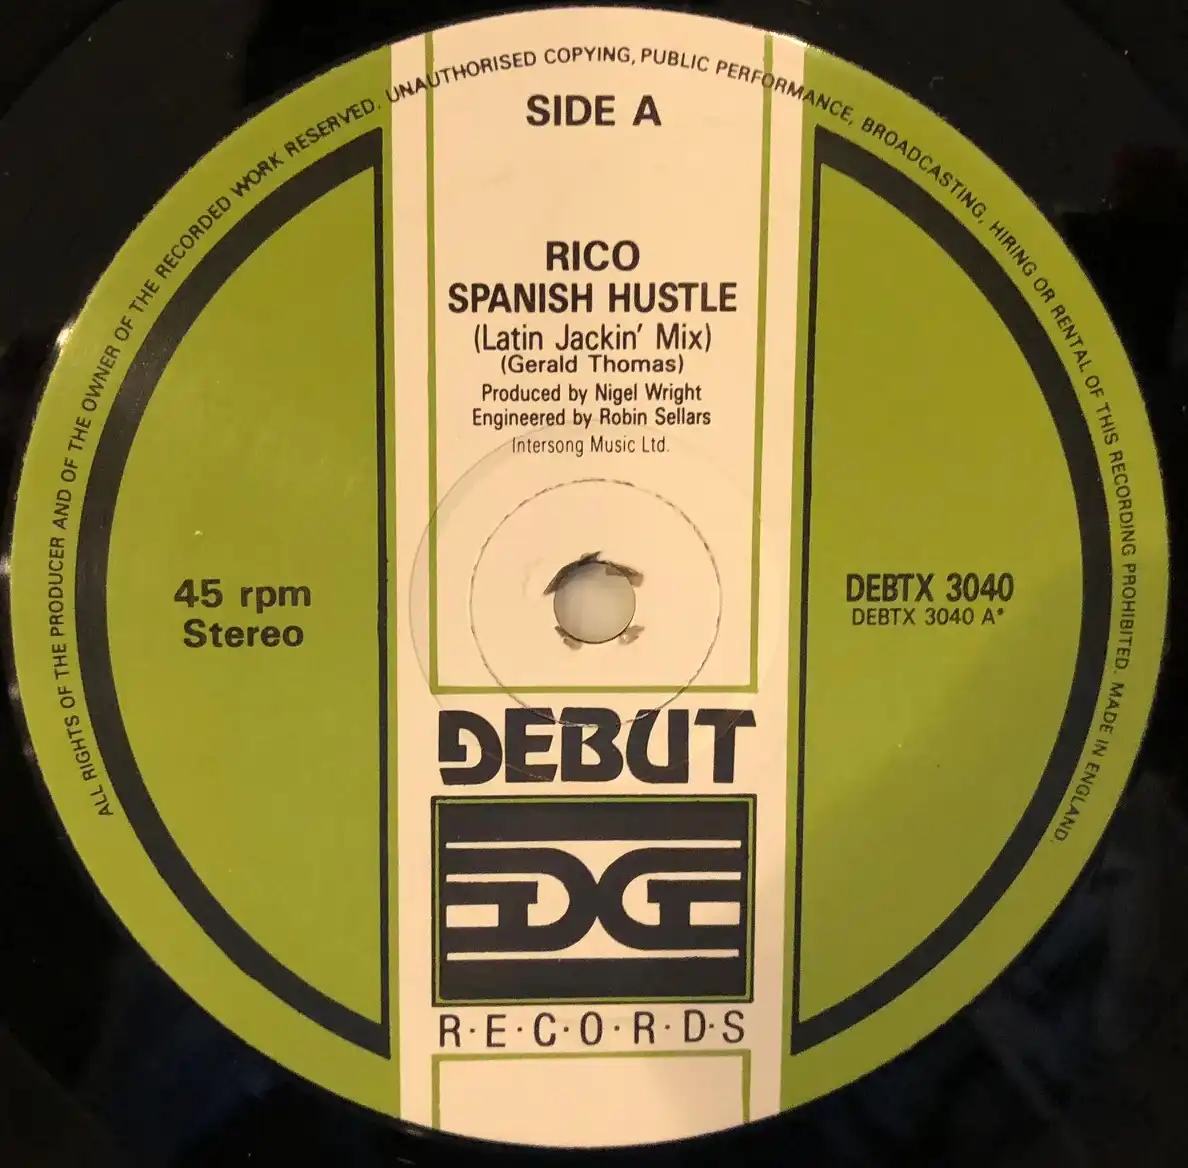 ALL RIGHTS OF THE PRODUCER AND OF THE OWNER OF THE RECORDED WORK RESERVED. UNAUTHORISED COPYING, PUBLIC PERFORMANCE, BROADCASTING, HIRING OR RENTAL OF THIS RECORDING PROHIBITED. MADE IN ENGLAND.
SIDE A
RICO
SPANISH HUSTLE
(Latin Jackin' Mix)
(Gerald Thomas)
Produced by Nigel Wright
Engineered by Robin Sellars
Intersong Music Ltd.
45 rpm
Stereo
DEBTX 3040
DEBTX 3040 A*
DEBUT
EDGE
R·E·C·O·R·D·S